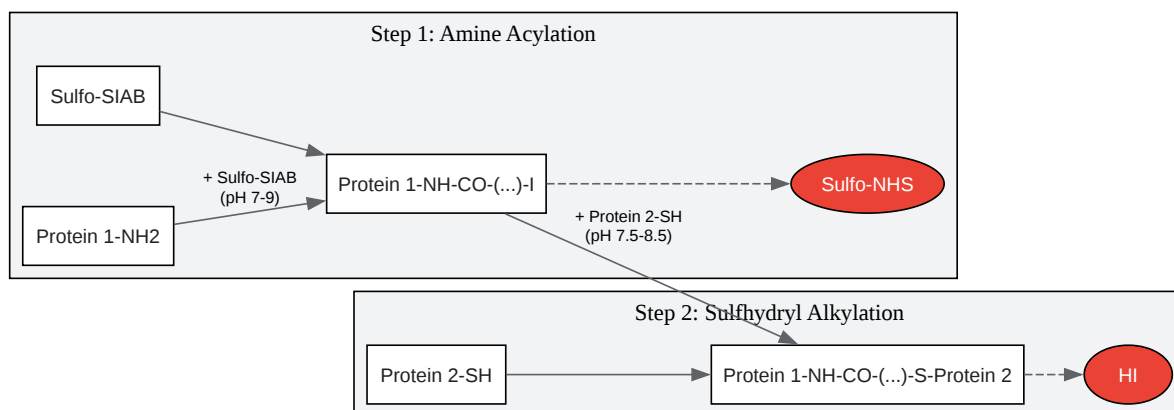 Step 1: Amine Acylation
Sulfo-SIAB
+ Sulfo-SIAB
(pH 7-9)
Protein 1-NH2
Protein 1-NH-CO-(...)-I
Sulfo-NHS
+ Protein 2-SH
(pH 7.5-8.5)
Step 2: Sulfhydryl Alkylation
Protein 2-SH
Protein 1-NH-CO-(...)-S-Protein 2
HI